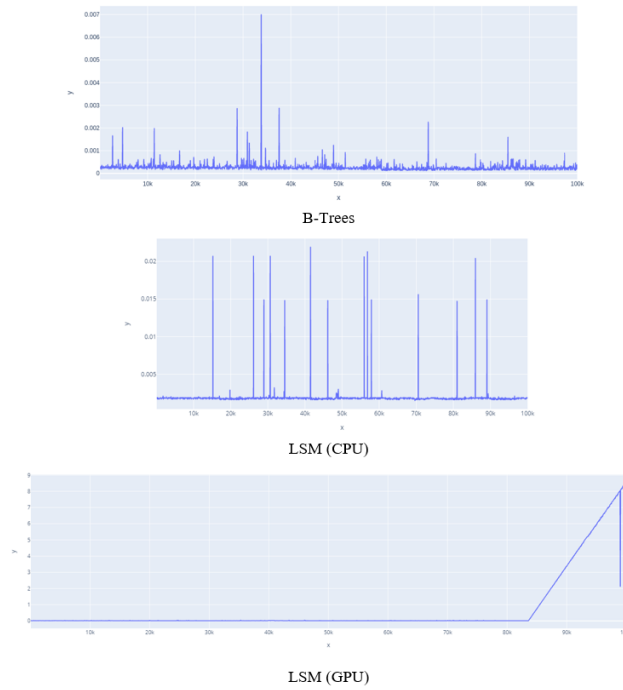 0.007
0.006
0.005
0.004
y
0.003
0.002
0.001
0
10k 20k 30k 40k 50k 60k 70k 80k 90k 100k
x
B-Trees
0.02
0.015
y
0.01
0.005
10k 20k 30k 40k 50k 60k 70k 80k 90k 100k
x
LSM (CPU)
9
8
7
6
5
y
4
3
2
1
0
10k 20k 30k 40k 50k 60k 70k 80k 90k
x
LSM (GPU)